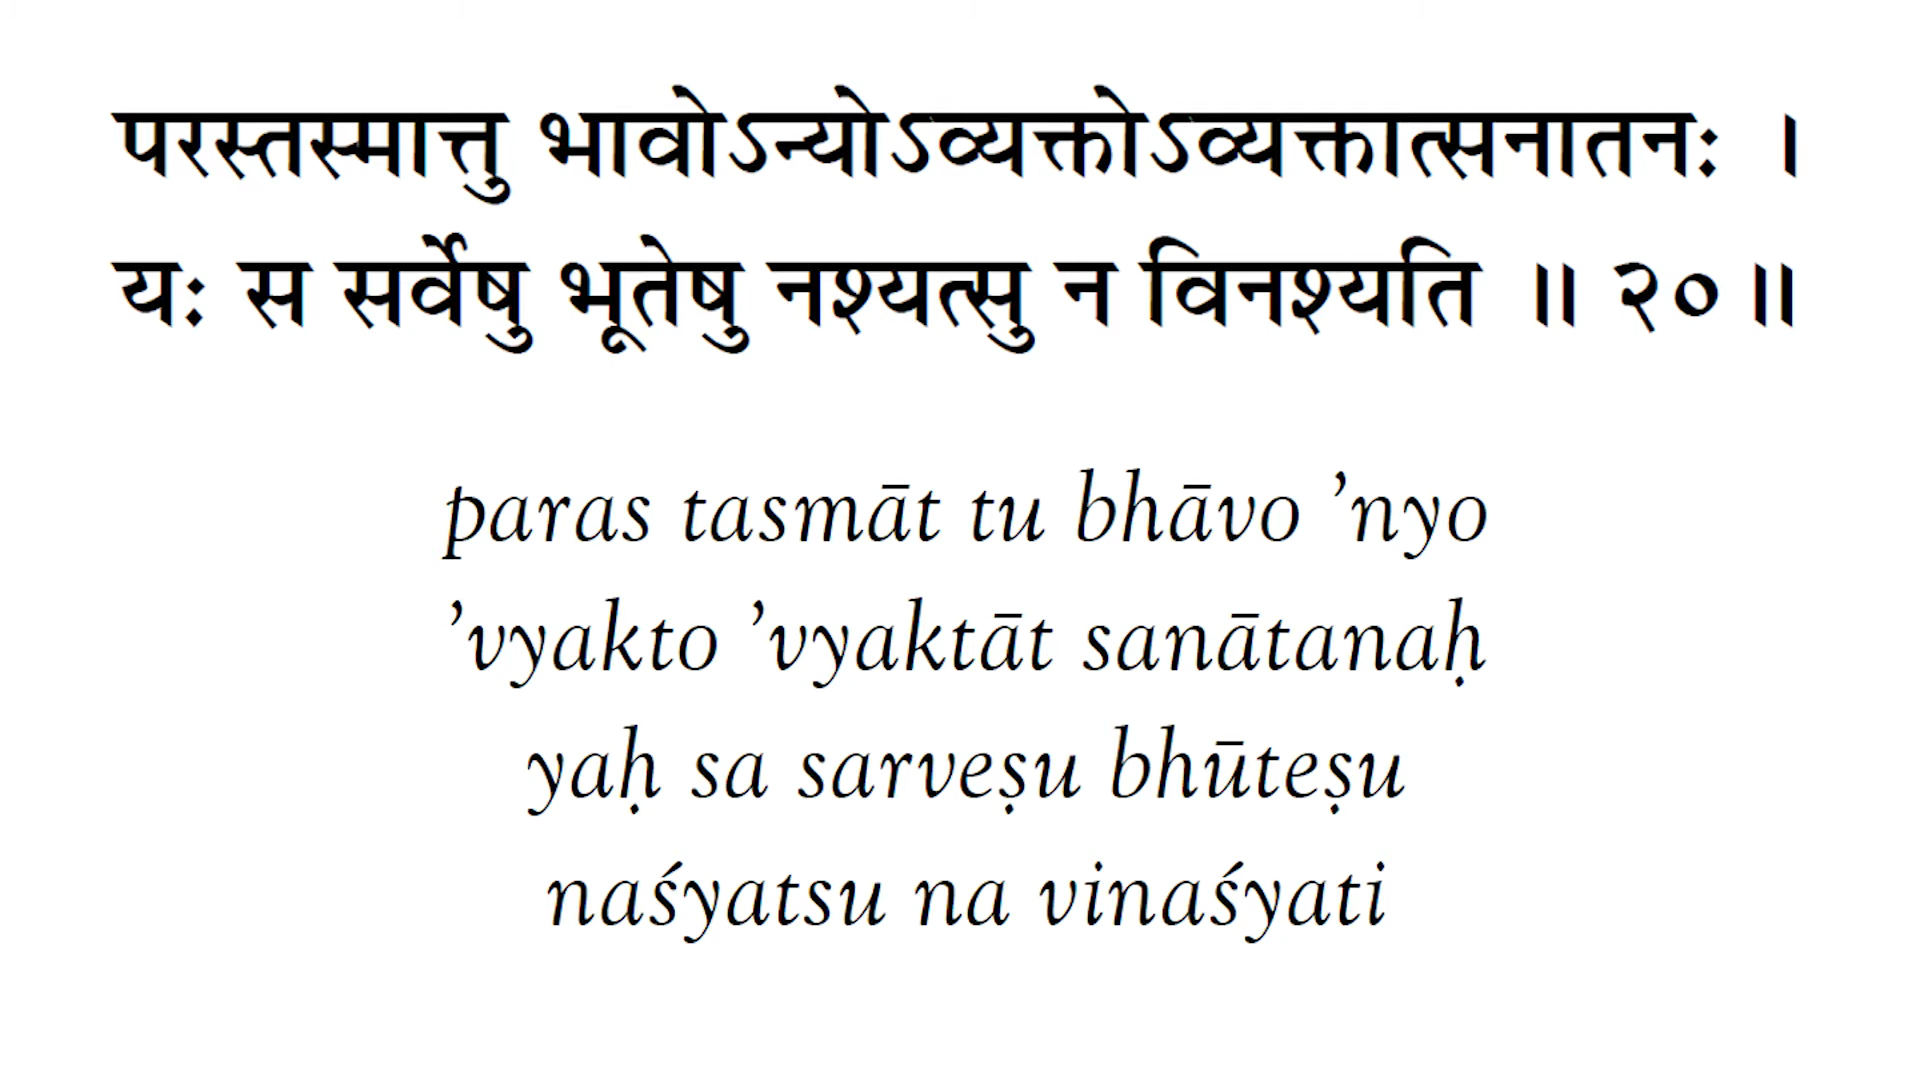 परस्तस्मात्तु भावोऽन्योऽव्यक्तोऽव्यक्तात्सनातनः ।
यः स सर्वेषु भूतेषु नश्यत्सु न विनश्यति ॥ २०॥
paras tasmāt tu bhāvo ’nyo
’vyakto ’vyaktāt sanātanaḥ
yaḥ sa sarveṣu bhūteṣu
naśyatsu na vinaśyati